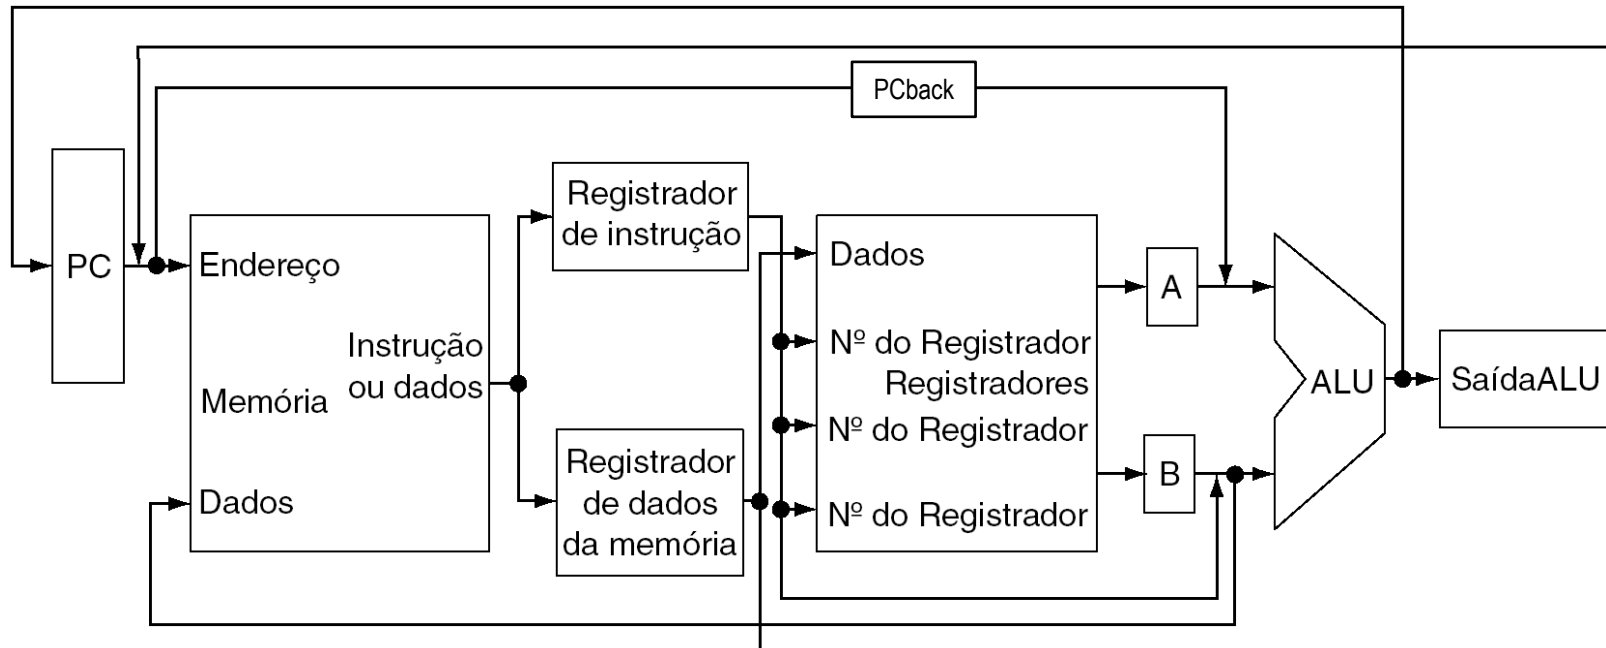 PCback
PC
Endereço
Memória
Dados
Instrução
ou dados
Registrador
de instrução
Registrador
de dados
da memória
Dados
Nº do Registrador
Registradores
Nº do Registrador
Nº do Registrador
A
B
ALU
SaídaALU